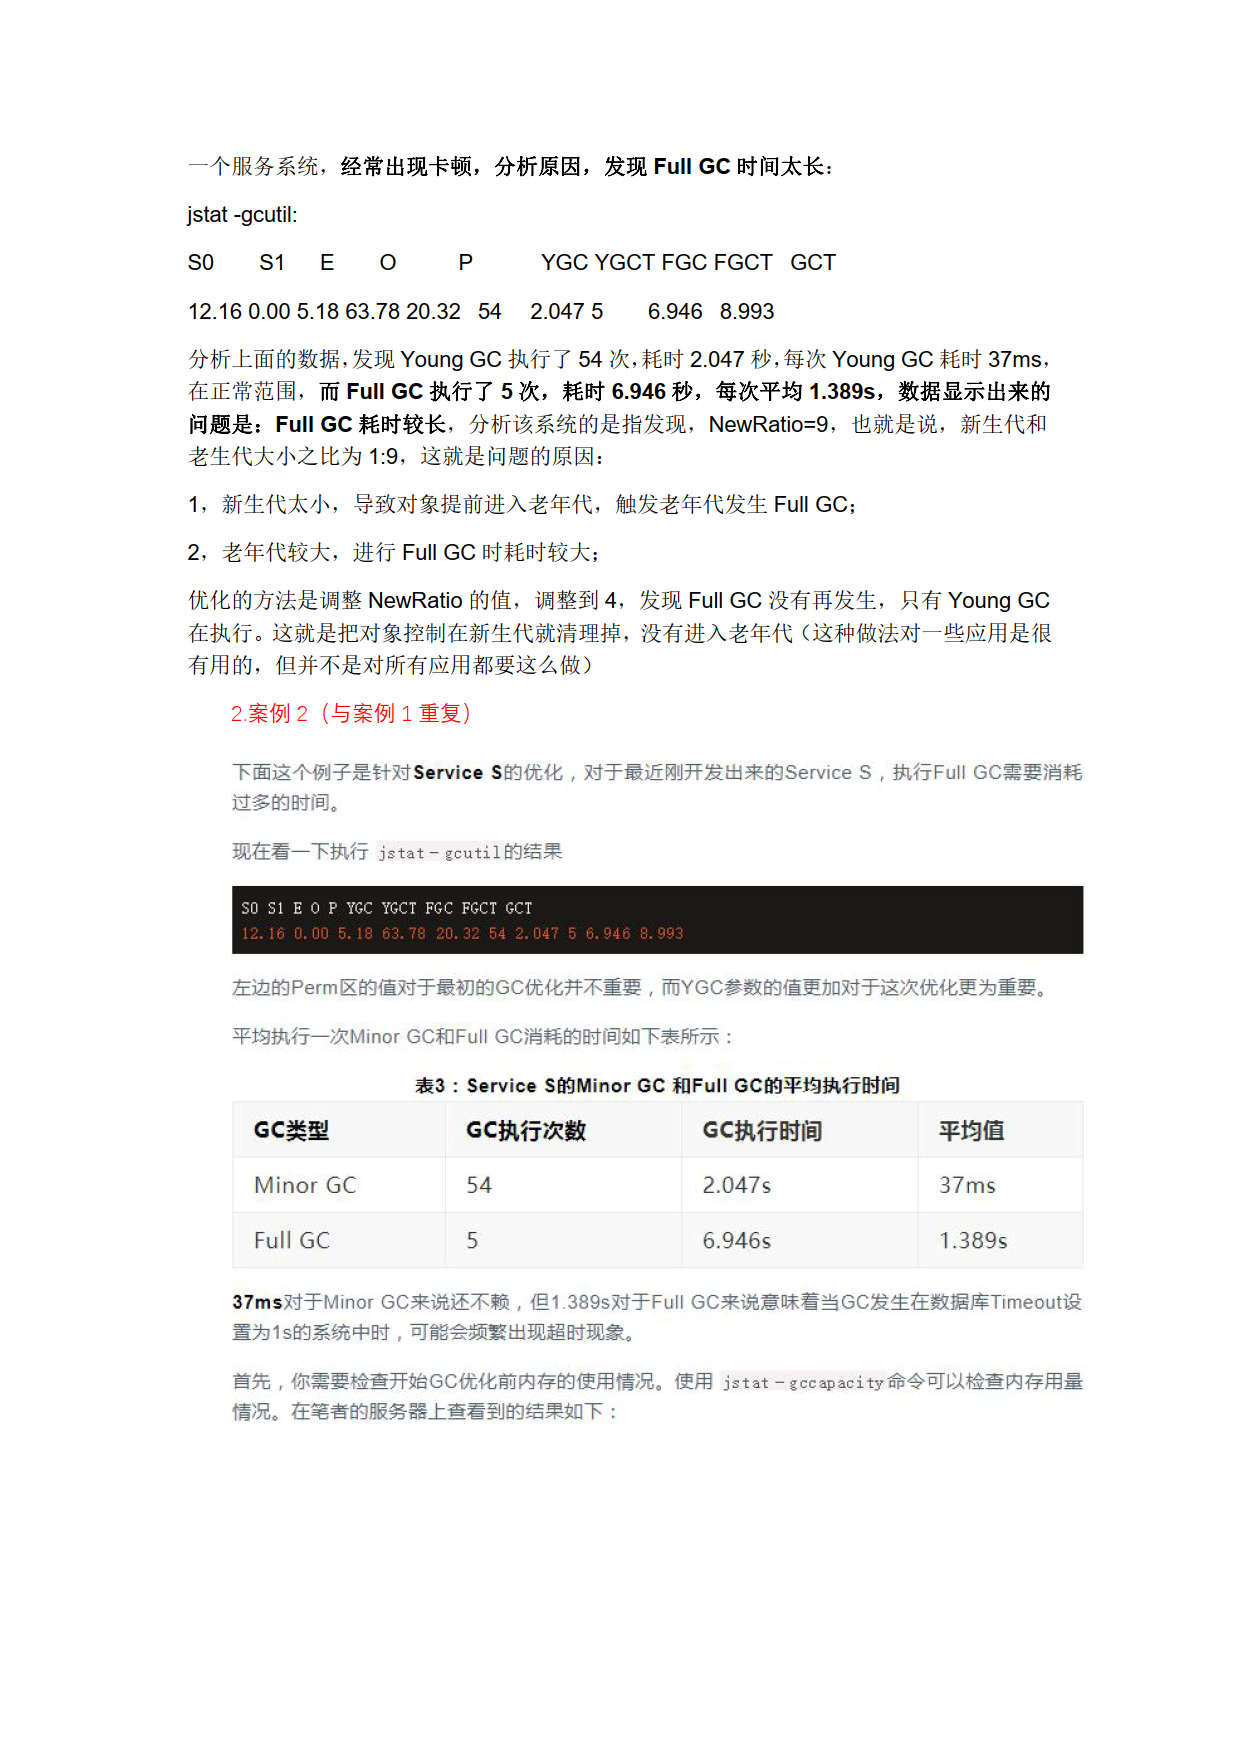 一个服务系统，经常出现卡顿，分析原因，发现 Full GC 时间太长：
jstat -gcutil:
S0 S1 E O P YGC YGCT FGC FGCT GCT
12.16 0.00 5.18 63.78 20.32 54 2.047 5 6.946 8.993
分析上面的数据，发现 Young GC 执行了 54 次，耗时 2.047 秒，每次 Young GC 耗时 37ms，
在正常范围，而 Full GC 执行了 5 次，耗时 6.946 秒，每次平均 1.389s，数据显示出来的
问题是：Full GC 耗时较长，分析该系统的是指发现，NewRatio=9，也就是说，新生代和
老生代大小之比为 1:9，这就是问题的原因：
1，新生代太小，导致对象提前进入老年代，触发老年代发生 Full GC；
2，老年代较大，进行 Full GC 时耗时较大；
优化的方法是调整 NewRatio 的值，调整到 4，发现 Full GC 没有再发生，只有 Young GC
在执行。这就是把对象控制在新生代就清理掉，没有进入老年代（这种做法对一些应用是很
有用的，但并不是对所有应用都要这么做）
2.案例 2（与案例 1 重复）
下面这个例子是针对Service S的优化，对于最近刚开发出来的Service S，执行Full GC需要消耗
过多的时间。
现在看一下执行 jstat-gcutil的结果
S0 S1 E O P YGC YGCT FGC FGCT GCT
12.16 0.00 5.18 63.78 20.32 54 2.047 5 6.946 8.993
左边的Perm区的值对于最初的GC优化并不重要，而YGC参数的值更加对于这次优化更为重要。
平均执行一次Minor GC和Full GC消耗的时间如下表所示：
表3：Service S的Minor GC 和Full GC的平均执行时间
GC类型 GC执行次数 GC执行时间 平均值
Minor GC 54 2.047s 37ms
Full GC 5 6.946s 1.389s
37ms对于Minor GC来说还不赖，但1.389s对于Full GC来说意味着当GC发生在数据库Timeout设
置为1s的系统中时，可能会频繁出现超时现象。
首先，你需要检查开始GC优化前内存的使用情况。使用 jstat-gccapacity命令可以检查内存用量
情况。在笔者的服务器上查看到的结果如下：